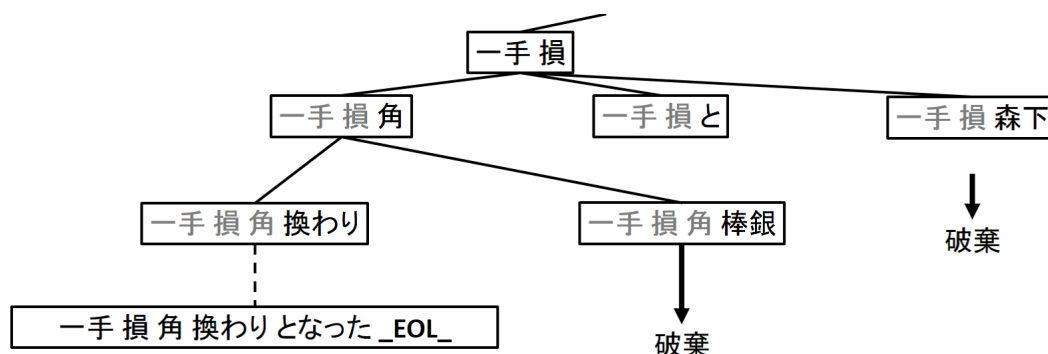 一手 損
一手 損 角
一手 損 と
一手 損 森下
一手 損 角 換わり
一手 損 角 棒銀
破棄
一手 損 角 換わり となった _EOL_
破棄